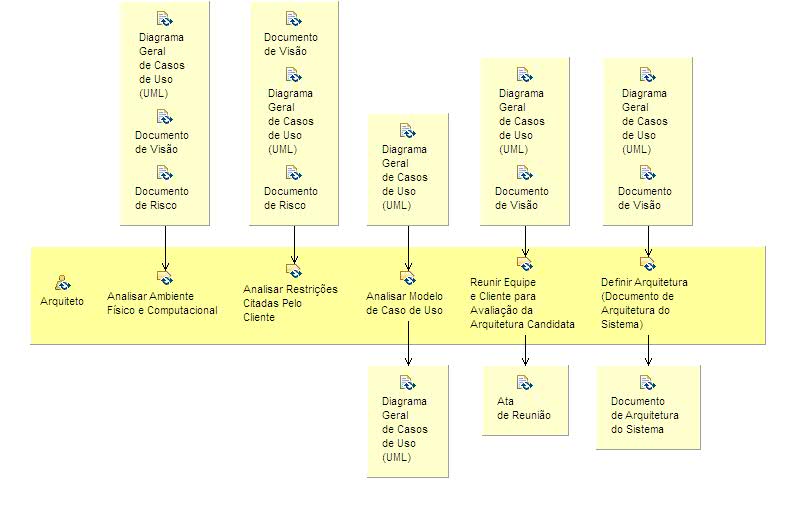 Diagrama
Geral
de Casos
de Uso
(UML)
Documento
de Visão
Documento
de Risco
Documento
de Visão
Diagrama
Geral
de Casos
de Uso
(UML)
Documento
de Risco
Diagrama
Geral
de Casos
de Uso
(UML)
Diagrama
Geral
de Casos
de Uso
(UML)
Documento
de Visão
Diagrama
Geral
de Casos
de Uso
(UML)
Documento
de Visão
Arquiteto
Analisar Ambiente
Físico e Computacional
Analisar Restrições
Citadas Pelo
Cliente
Analisar Modelo
de Caso de Uso
Reunir Equipe
e Cliente para
Avaliação da
Arquitetura Candidata
Definir Arquitetura
(Documento de
Arquitetura do
Sistema)
Diagrama
Geral
de Casos
de Uso
(UML)
Ata
de Reunião
Documento
de Arquitetura
do Sistema